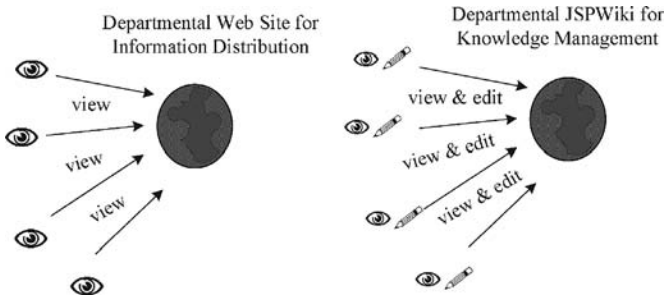 Departmental Web Site for
Information Distribution
view
view
view
Departmental JSPWiki for
Knowledge Management
view & edit
view & edit
view & edit